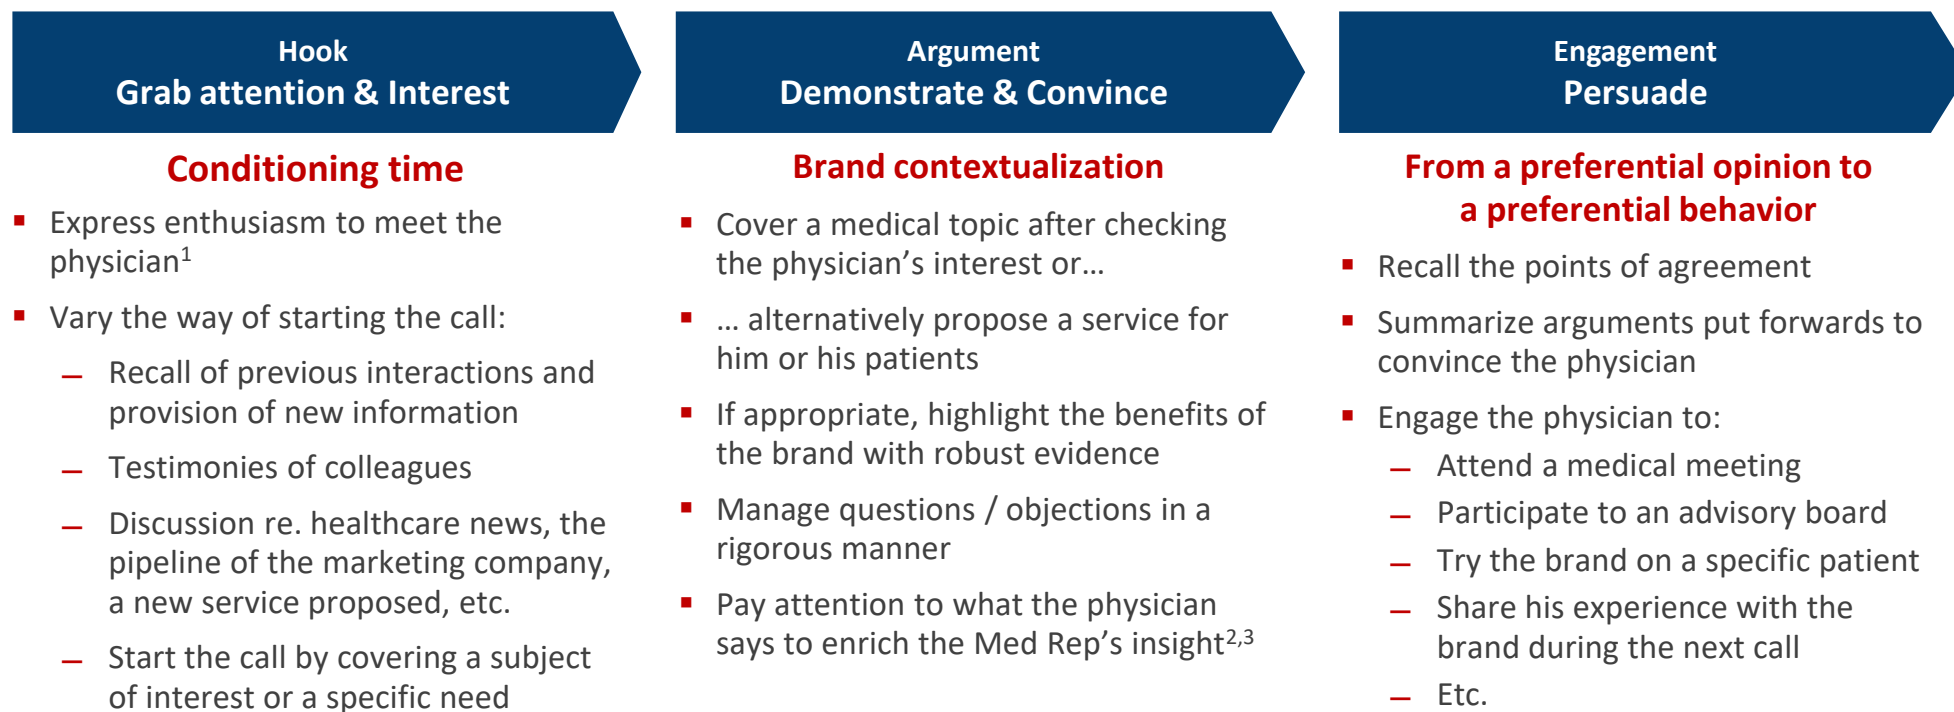 Hook
Grab attention & Interest
Conditioning time
▪ Express enthusiasm to meet the
physician1
▪ Vary the way of starting the call:
– Recall of previous interactions and
provision of new information
– Testimonies of colleagues
– Discussion re. healthcare news, the
pipeline of the marketing company,
a new service proposed, etc.
– Start the call by covering a subject
of interest or a specific need
Argument
Demonstrate & Convince
Brand contextualization
▪ Cover a medical topic after checking
the physician’s interest or…
▪ … alternatively propose a service for
him or his patients
▪ If appropriate, highlight the benefits of
the brand with robust evidence
▪ Manage questions / objections in a
rigorous manner
▪ Pay attention to what the physician
says to enrich the Med Rep’s insight2,3
Engagement
Persuade
From a preferential opinion to
a preferential behavior
▪ Recall the points of agreement
▪ Summarize arguments put forwards to
convince the physician
▪ Engage the physician to:
– Attend a medical meeting
– Participate to an advisory board
– Try the brand on a specific patient
– Share his experience with the
brand during the next call
– Etc.